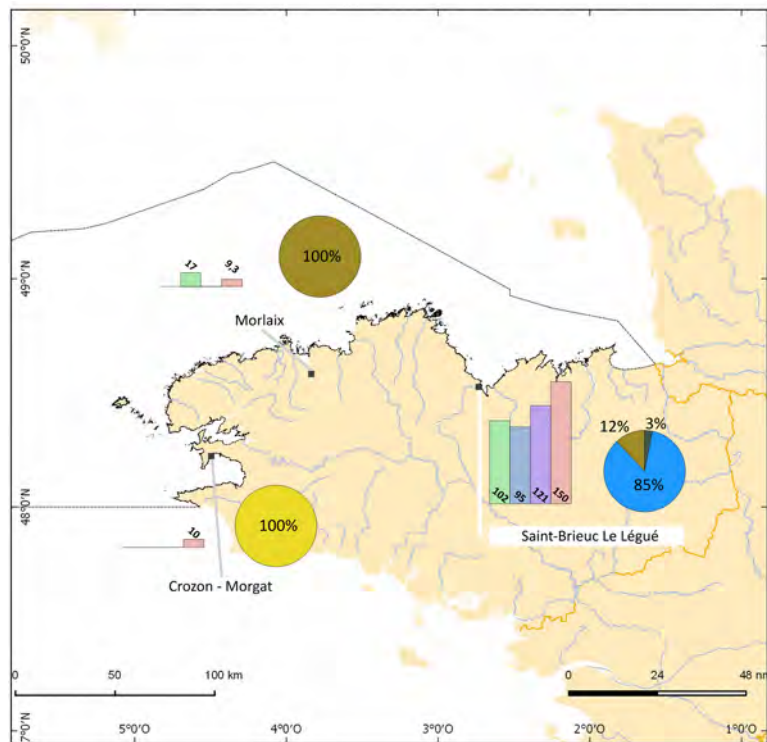 50°0'N
17
9.3
100%
49°0'N
Morlaix
12%
3%
102
95
121
150
85%
48°0'N
100%
Saint-Brieuc Le Légué
10
Crozon - Morgat
0
50
100 km
0
24
48 nm
7°0'N
5°0'O
4°0'O
3°0'O
2°0'O
1°0'O